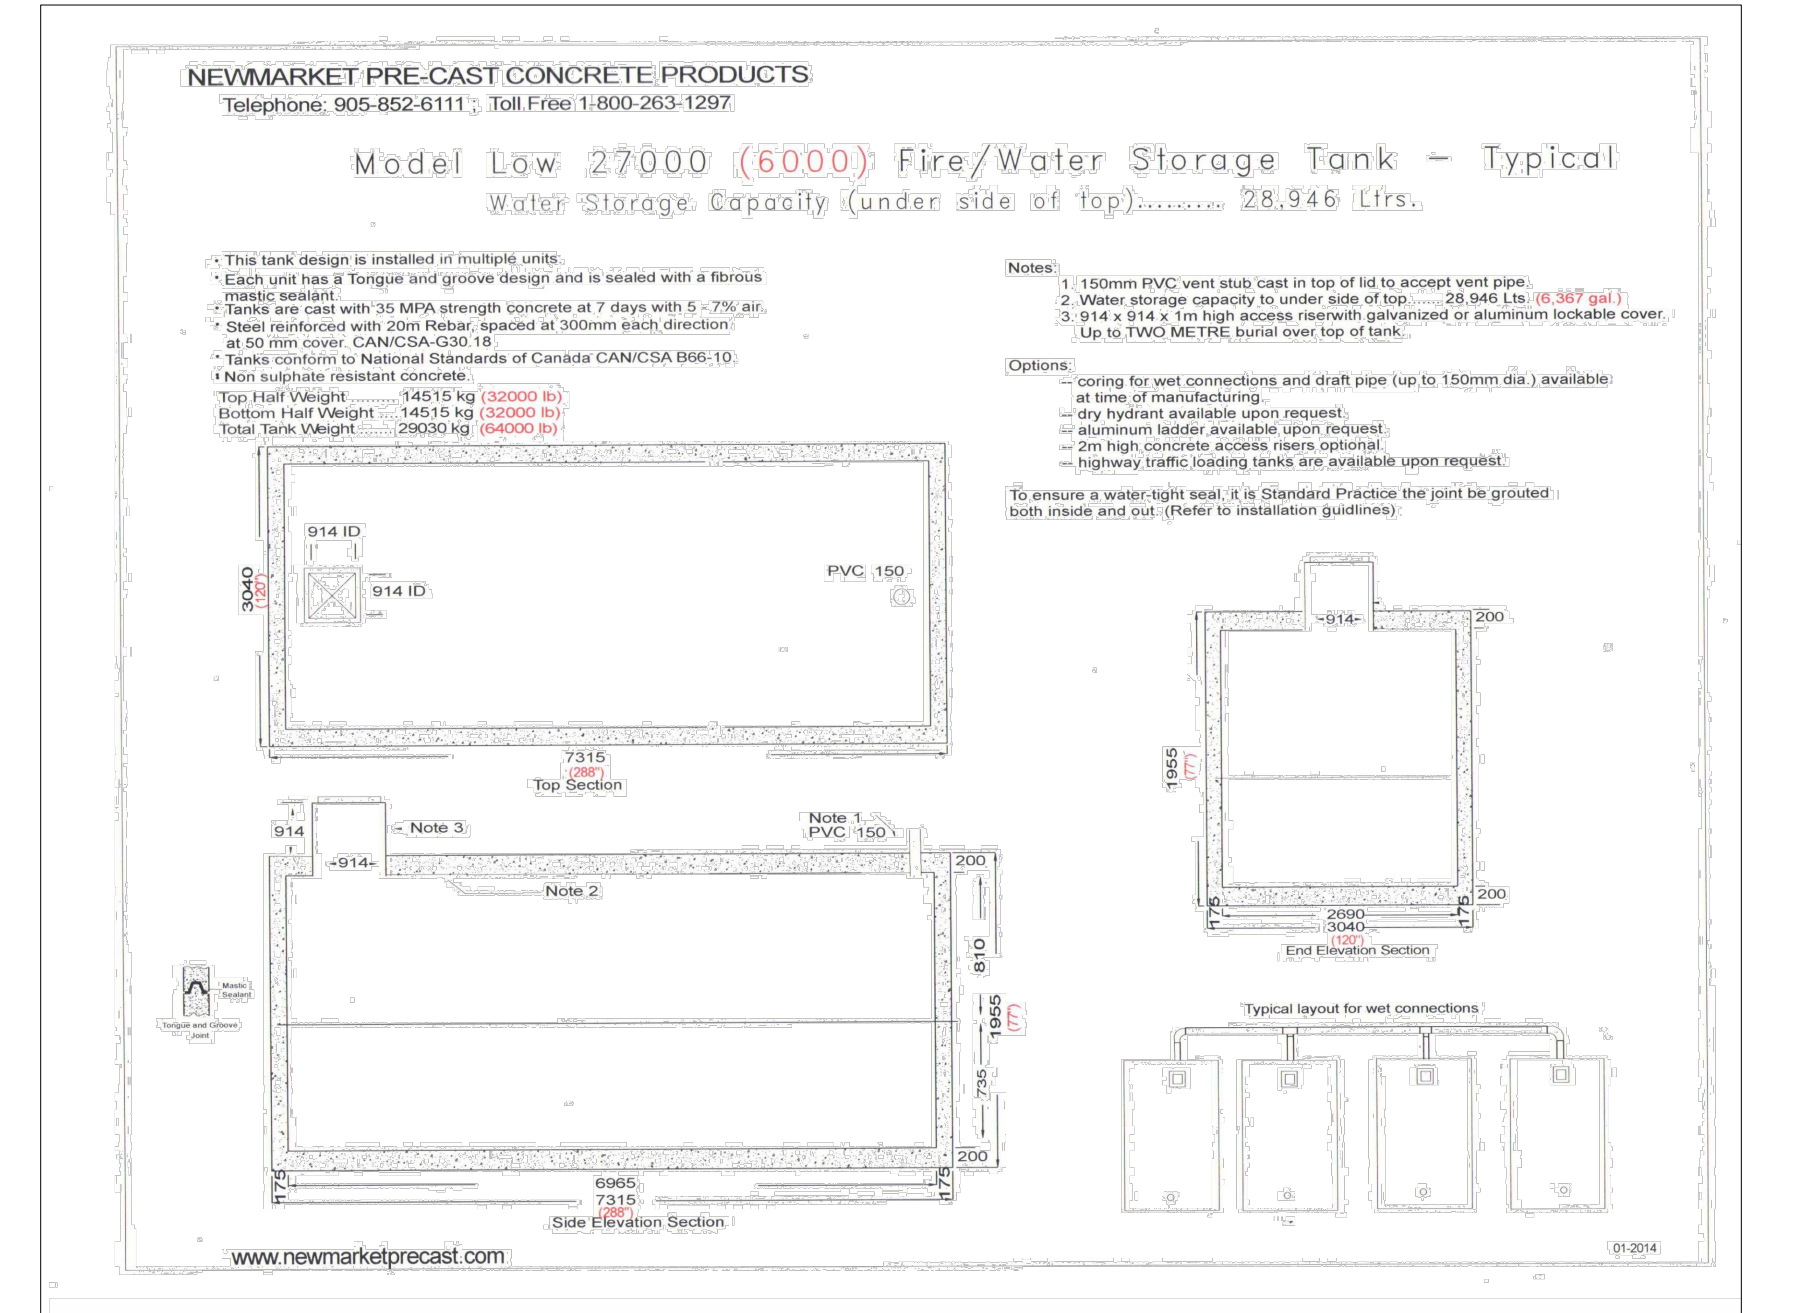 NEWMARKET PRE-CAST CONCRETE PRODUCTS
Telephone: 905-852-6111 ; Toll Free 1-800-263-1297
Model Low 27000 (6000) Fire/Water Storage Tank - Typical
Water Storage Capacity (under side of top)........ 28,946 Ltrs.
· This tank design is installed in multiple units.
· Each unit has a Tongue and groove design and is sealed with a fibrous
mastic sealant.
· Tanks are cast with 35 MPA strength concrete at 7 days with 5 - 7% air.
· Steel reinforced with 20m Rebar, spaced at 300mm each direction
at 50 mm cover. CAN/CSA-G30.18
· Tanks conform to National Standards of Canada CAN/CSA B66-10.
· Non sulphate resistant concrete.
Top Half Weight ......... 14515 kg (32000 lb)
Bottom Half Weight .... 14515 kg (32000 lb)
Total Tank Weight ....... 29030 kg (64000 lb)
Notes:
1. 150mm PVC vent stub cast in top of lid to accept vent pipe.
2. Water storage capacity to under side of top...... 28,946 Lts. (6,367 gal.)
3. 914 x 914 x 1m high access riserwith galvanized or aluminum lockable cover.
Up to TWO METRE burial over top of tank.
Options:
-- coring for wet connections and draft pipe (up to 150mm dia.) available
at time of manufacturing.
-- dry hydrant available upon request.
-- aluminum ladder available upon request.
-- 2m high concrete access risers optional.
-- highway traffic loading tanks are available upon request.
To ensure a water-tight seal, it is Standard Practice the joint be grouted
both inside and out. (Refer to installation guidlines)
914 ID
914 ID
3040
(120")
PVC 150
7315
(288")
Top Section
914
200
1955
(77")
200
175
175
2690
3040
(120")
End Elevation Section
914
914
Note 3
Note 1
PVC 150
Note 2
200
810
1955
(77")
735
200
175
175
6965
7315
(288")
Side Elevation Section
Mastic
Sealant
Tongue and Groove
Joint
Typical layout for wet connections
www.newmarketprecast.com
01-2014